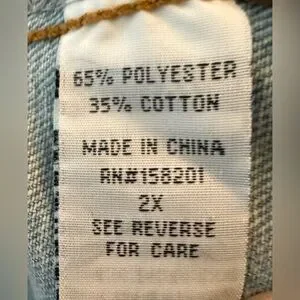 65% POLYESTER
35% COTTON
MADE IN CHINA
RN#158201
2X
SEE REVERSE
FOR CARE